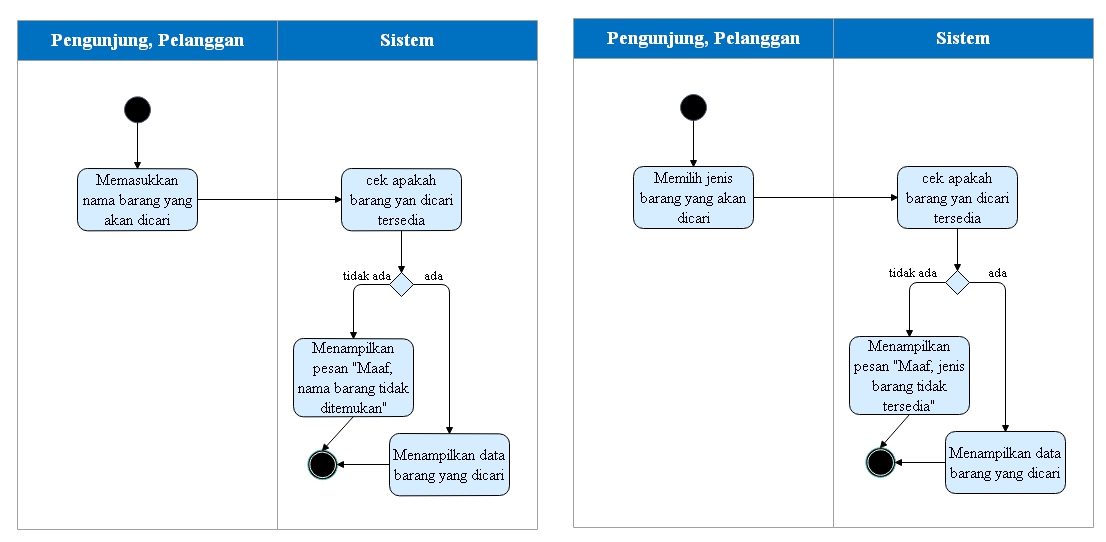 Pengunjung, Pelanggan
Sistem
Memasukkan
nama barang yang
akan dicari
cek apakah
barang yan dicari
tersedia
tidak ada
ada
Menampilkan
pesan "Maaf,
nama barang tidak
ditemukan"
Menampilkan data
barang yang dicari
Pengunjung, Pelanggan
Sistem
Memilih jenis
barang yang akan
dicari
cek apakah
barang yan dicari
tersedia
tidak ada
ada
Menampilkan
pesan "Maaf, jenis
barang tidak
tersedia"
Menampilkan data
barang yang dicari